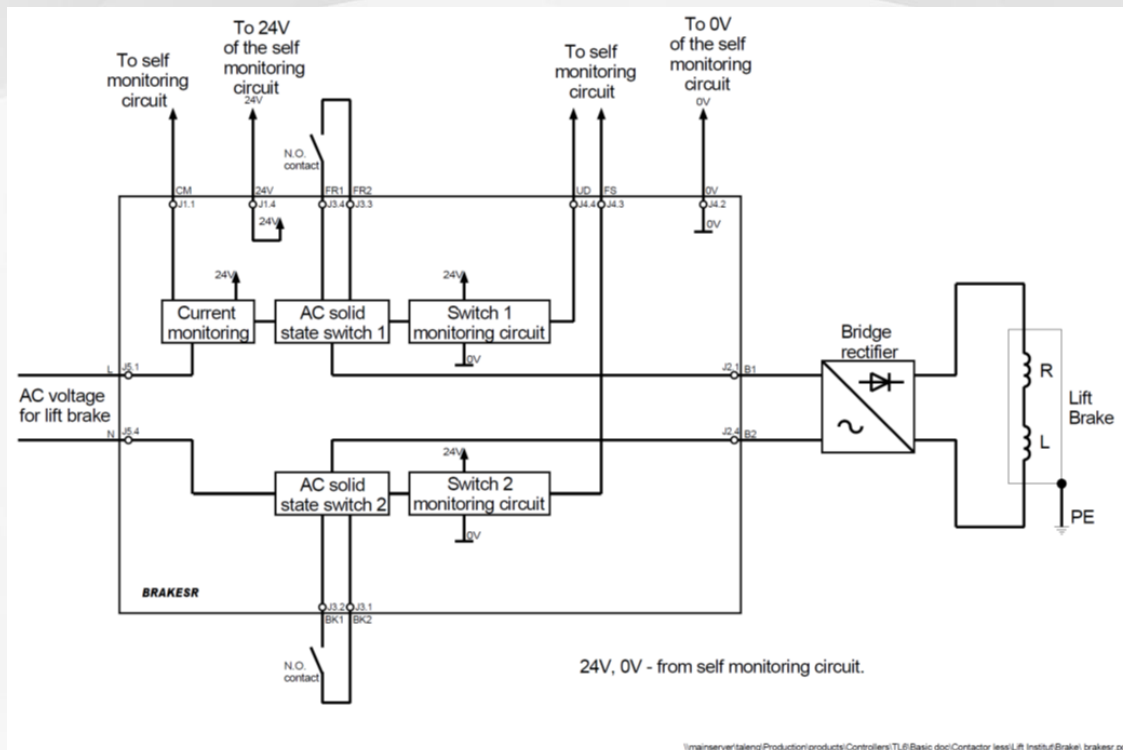 To self
monitoring
circuit
To 24V
of the self
monitoring
circuit
24V
To self
monitoring
circuit
To 0V
of the self
monitoring
circuit
0V
N.O.
contact
CM
24V
FR1
FR2
UD
FS
0V
J1.1
J1.4
J3.4
J3.3
J4.4
J4.3
J4.2
24V
0V
24V
24V
Current
monitoring
AC solid
state switch 1
Switch 1
monitoring circuit
0V
Bridge
rectifier
L
J5.1
J2.1
B1
R
AC voltage
for lift brake
Lift
Brake
N
J5.4
J2.4
B2
L
24V
AC solid
state switch 2
Switch 2
monitoring circuit
0V
PE
BRAKESR
J3.2
J3.1
BK1
BK2
N.O.
contact
24V, 0V - from self monitoring circuit.